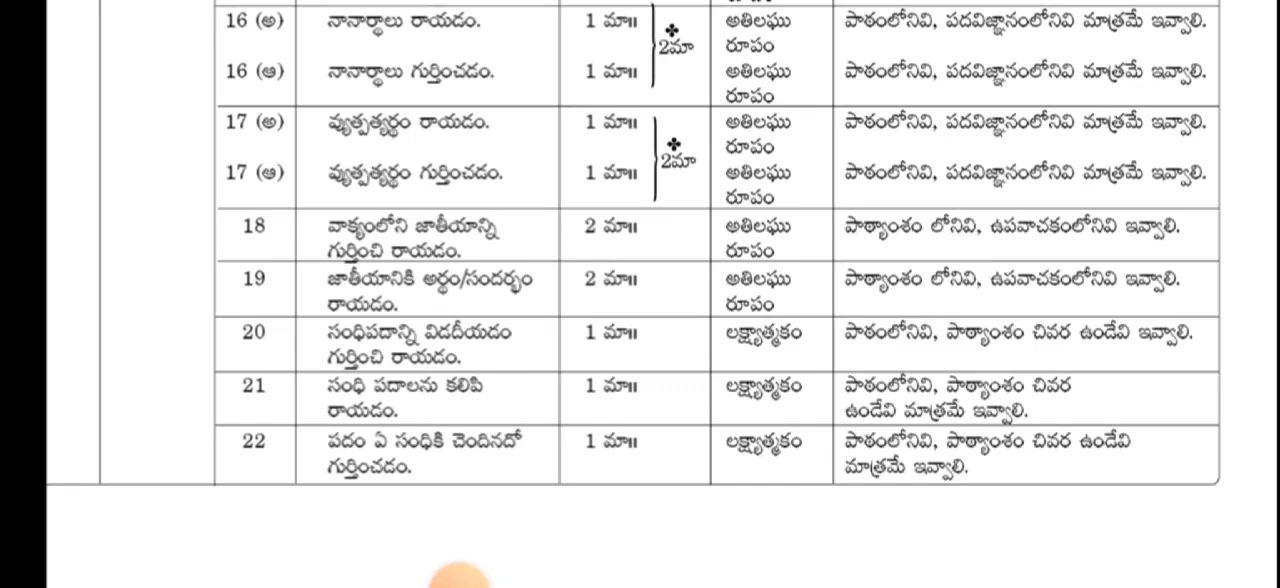 16 (అ) నానార్థాలు రాయడం. 1 మా॥ అతిలఘు పాఠంలోనివి, పదవిజ్ఞానంలోనివి మాత్రమే ఇవ్వాలి.
✤ రూపం
2మా
16 (ఆ) నానార్థాలు గుర్తించడం. 1 మా॥ అతిలఘు పాఠంలోనివి, పదవిజ్ఞానంలోనివి మాత్రమే ఇవ్వాలి.
రూపం
17 (అ) వ్యుత్పత్యర్థం రాయడం. 1 మా॥ అతిలఘు పాఠంలోనివి, పదవిజ్ఞానంలోనివి మాత్రమే ఇవ్వాలి.
✤ రూపం
2మా
17 (ఆ) వ్యుత్పత్యర్థం గుర్తించడం. 1 మా॥ అతిలఘు పాఠంలోనివి, పదవిజ్ఞానంలోనివి మాత్రమే ఇవ్వాలి.
రూపం
18 వాక్యంలోని జాతీయాన్ని 2 మా॥ అతిలఘు పాఠ్యాంశం లోనివి, ఉపవాచకంలోనివి ఇవ్వాలి.
గుర్తించి రాయడం. రూపం
19 జాతీయానికి అర్థం/సందర్భం 2 మా॥ అతిలఘు పాఠ్యాంశం లోనివి, ఉపవాచకంలోనివి ఇవ్వాలి.
రాయడం. రూపం
20 సంధిపదాన్ని విడదీయడం 1 మా॥ లక్ష్యాత్మకం పాఠంలోనివి, పాఠ్యాంశం చివర ఉండేవి ఇవ్వాలి.
గుర్తించి రాయడం.
21 సంధి పదాలను కలిపి 1 మా॥ లక్ష్యాత్మకం పాఠంలోనివి, పాఠ్యాంశం చివర
రాయడం. ఉండేవి మాత్రమే ఇవ్వాలి.
22 పదం ఏ సంధికి చెందినదో 1 మా॥ లక్ష్యాత్మకం పాఠంలోనివి, పాఠ్యాంశం చివర ఉండేవి
గుర్తించడం. మాత్రమే ఇవ్వాలి.